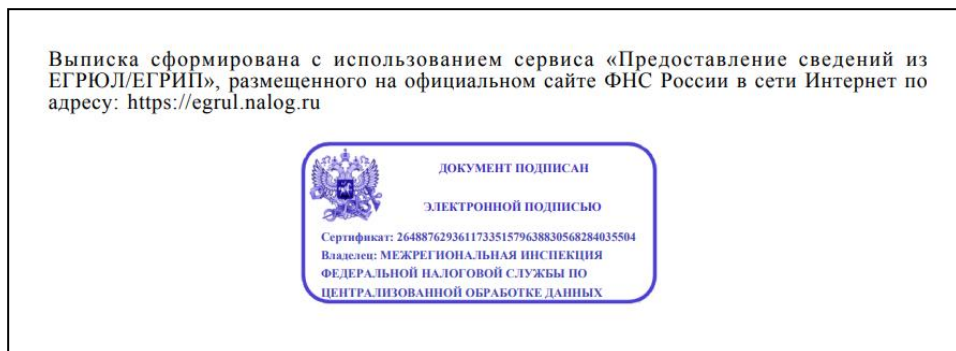 Выписка сформирована с использованием сервиса «Предоставление сведений из
ЕГРЮЛ/ЕГРИП», размещенного на официальном сайте ФНС России в сети Интернет по
адресу: https://egrul.nalog.ru
ДОКУМЕНТ ПОДПИСАН
ЭЛЕКТРОННОЙ ПОДПИСЬЮ
Сертификат: 264887629361173351579638830568284035504
Владелец: МЕЖРЕГИОНАЛЬНАЯ ИНСПЕКЦИЯ
ФЕДЕРАЛЬНОЙ НАЛОГОВОЙ СЛУЖБЫ ПО
ЦЕНТРАЛИЗОВАННОЙ ОБРАБОТКЕ ДАННЫХ